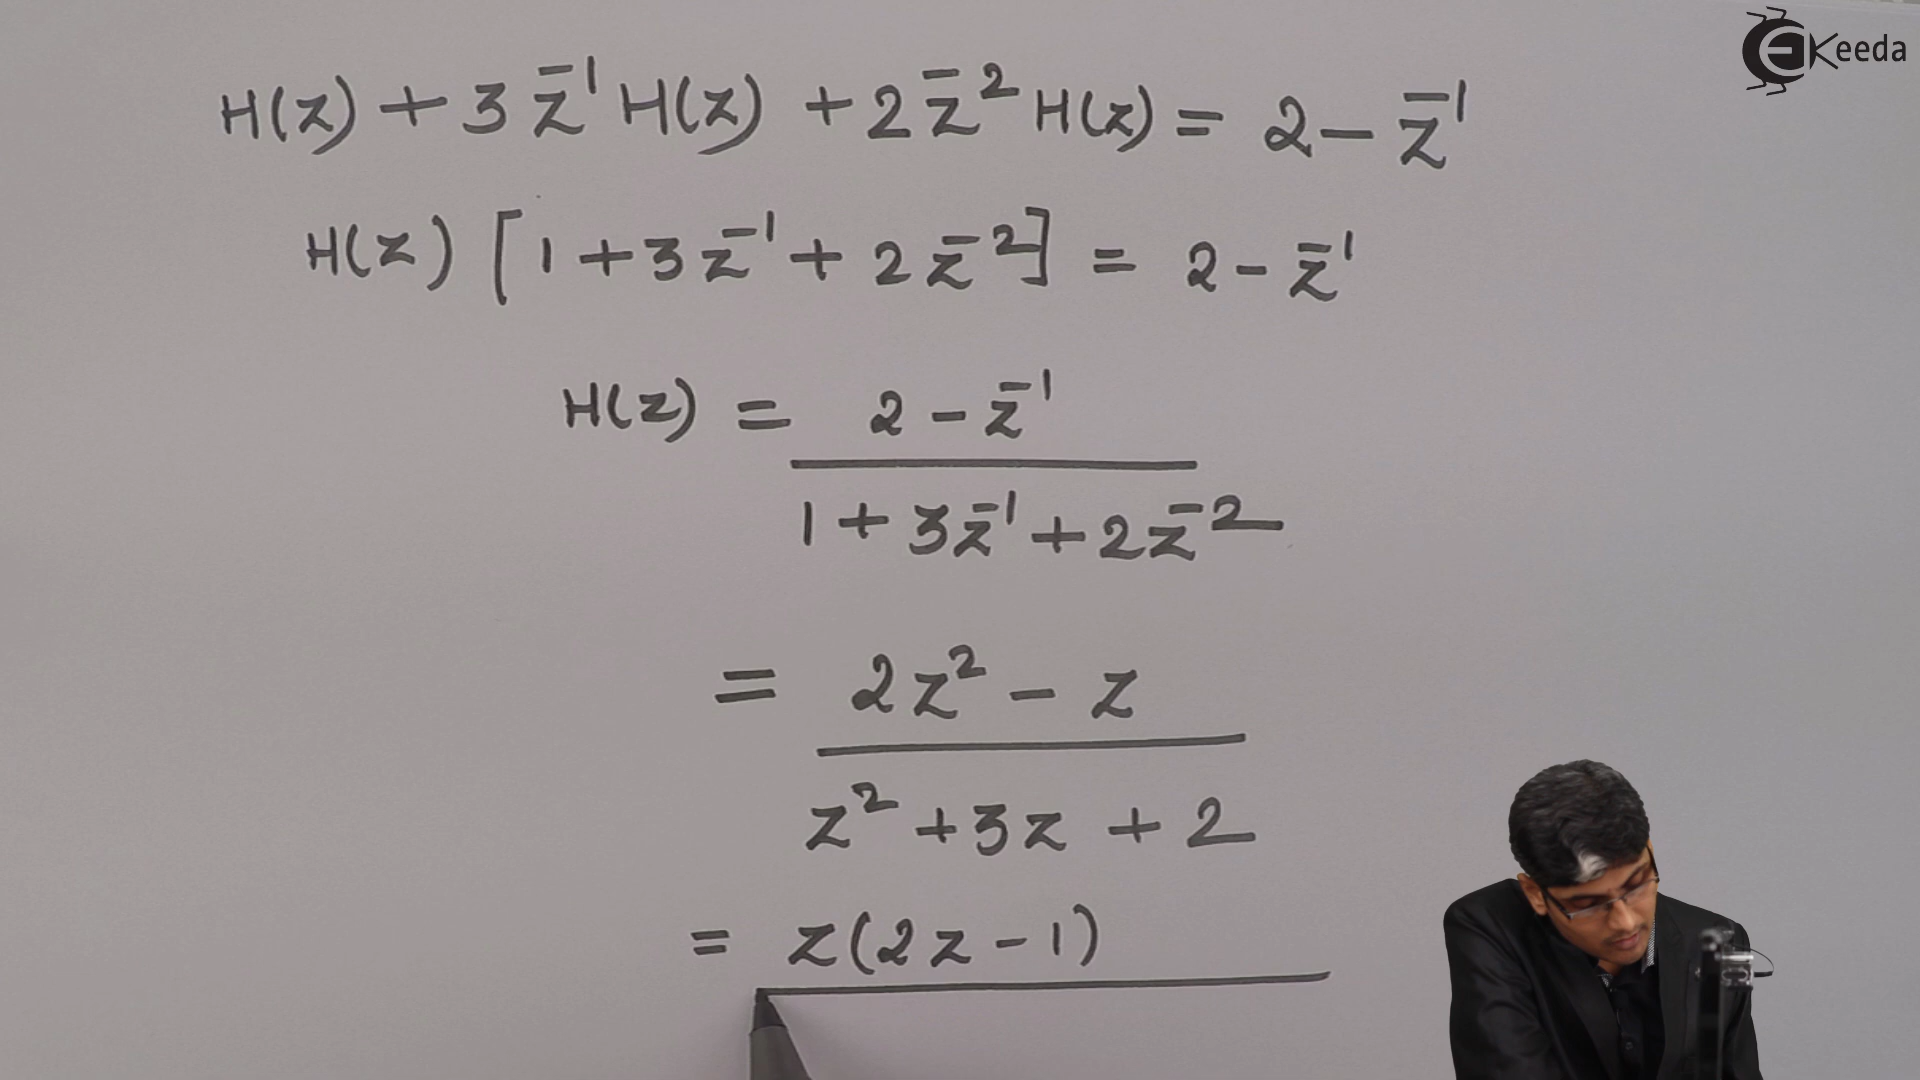 EKeeda
H(z) + 3z⁻¹H(z) + 2z⁻²H(z) = 2 - z⁻¹
H(z) [1 + 3z⁻¹ + 2z⁻²] = 2 - z⁻¹
H(z) = 2 - z⁻¹
1 + 3z⁻¹ + 2z⁻²
= 2z² - z
z² + 3z + 2
= z(2z - 1)